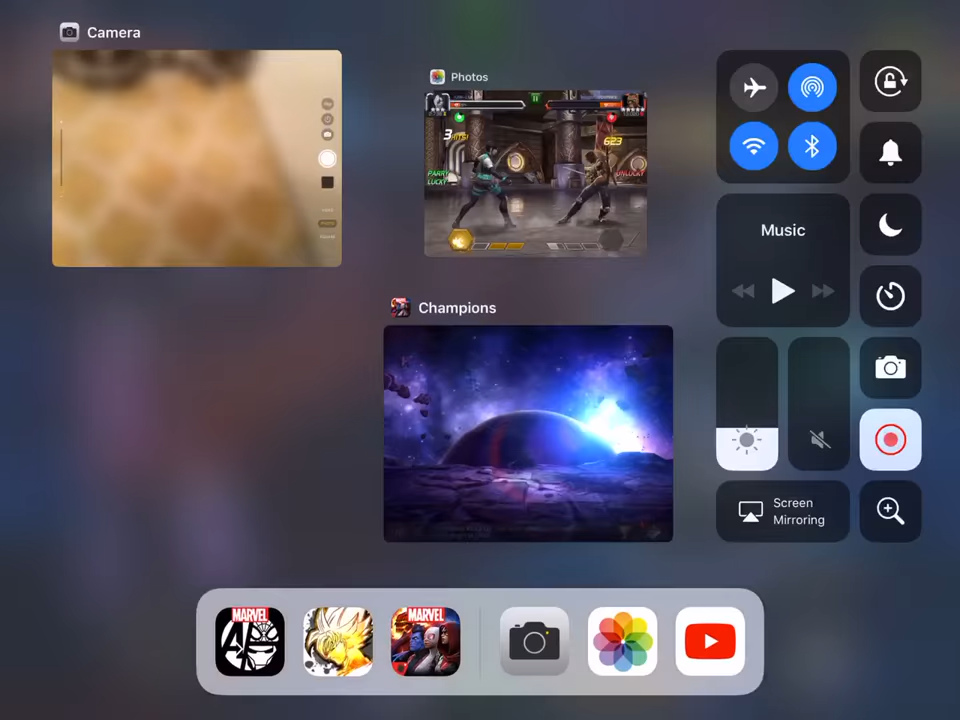 Camera
Photos
3 HITS!
623
PARRY
LUCKY
UNLUCKY
Music
Champions
Screen
Mirroring
MARVEL
MARVEL